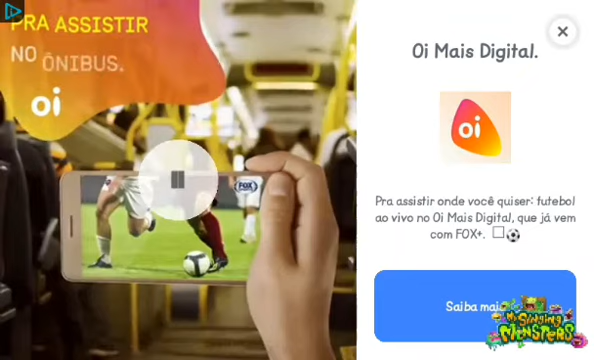 PRA ASSISTIR
NO ÔNIBUS.
oi
FOX
Oi Mais Digital.
oi
Pra assistir onde você quiser: futebol
ao vivo no Oi Mais Digital, que já vem
com FOX+.
Saiba mais
My Singing
MONSTERS